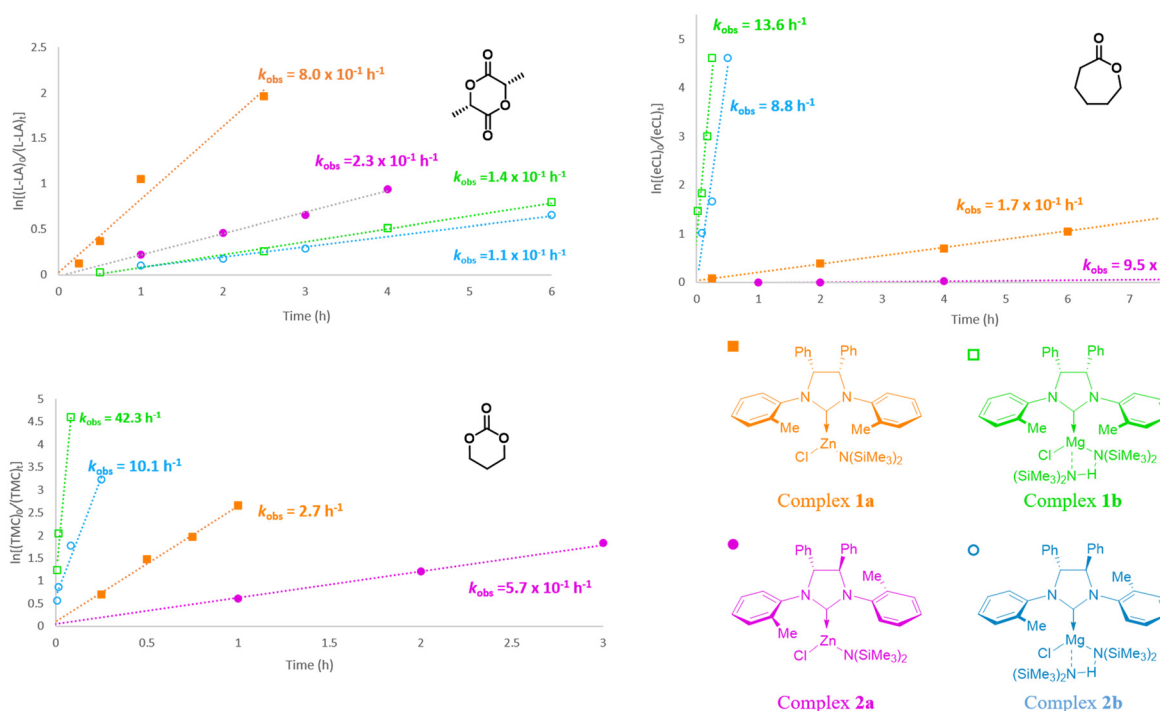 ln[(L-LA)₀/(L-LA)ₜ]
2.5
2
1.5
1
0.5
0
0
1
2
3
4
5
6
Time (h)
kobs = 8.0 x 10⁻¹ h⁻¹
kobs =2.3 x 10⁻¹ h⁻¹
kobs =1.4 x 10⁻¹ h⁻¹
kobs =1.1 x 10⁻¹ h⁻¹
O
O
O
O
ln[(eCL)₀/(eCL)ₜ]
5
4
3
2
1
0
0
1
2
3
4
5
6
7
Time (h)
kobs = 13.6 h⁻¹
kobs = 8.8 h⁻¹
kobs = 1.7 x 10⁻¹ h⁻¹
kobs = 9.5 x
O
O
ln[(TMC)₀/(TMC)ₜ]
5
4.5
4
3.5
3
2.5
2
1.5
1
0.5
0
0
0.5
1
1.5
2
2.5
3
Time (h)
kobs = 42.3 h⁻¹
kobs = 10.1 h⁻¹
kobs = 2.7 h⁻¹
kobs =5.7 x 10⁻¹ h⁻¹
O
O O
Ph Ph
N N
Me Me
Zn
Cl N(SiMe3)2
Complex 1a
Ph Ph
N N
Me Me
Mg
Cl N(SiMe3)2
(SiMe3)2N H
Complex 1b
Ph Ph
Me
N N
Me
Zn
Cl N(SiMe3)2
Complex 2a
Ph Ph
Me
N N
Me
Mg
Cl N(SiMe3)2
(SiMe3)2N H
Complex 2b